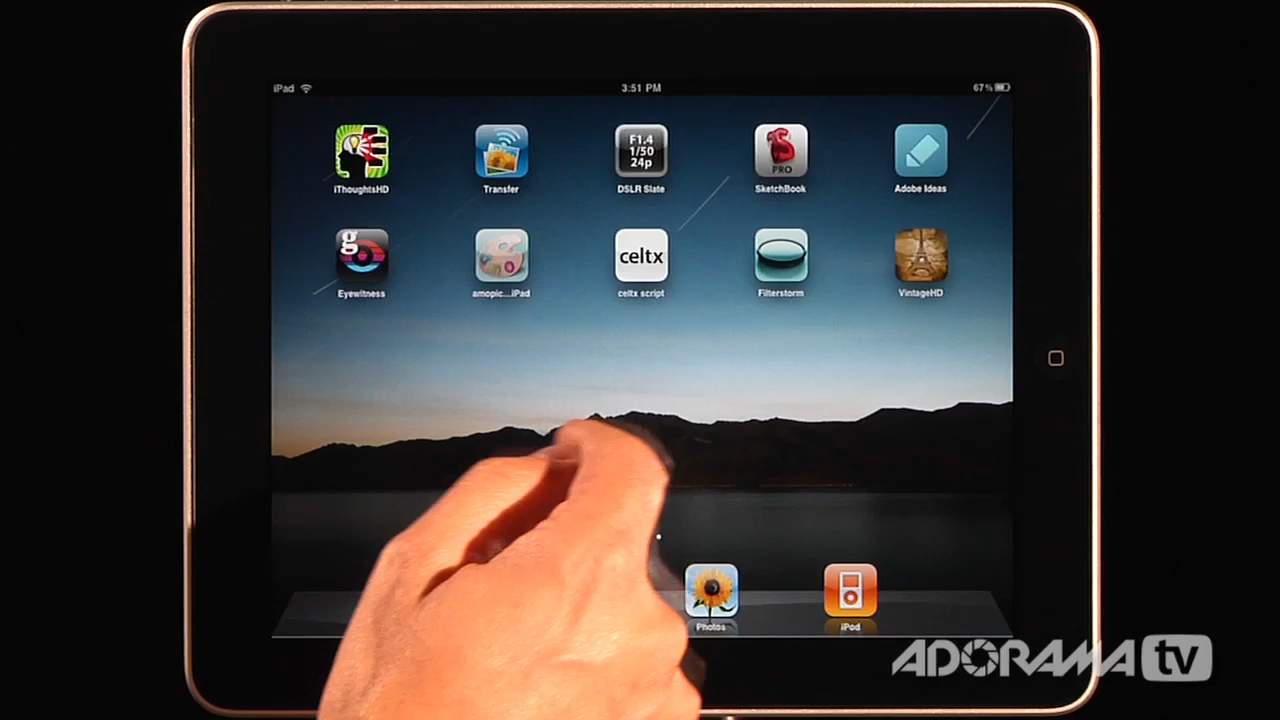 iPad 3:51 PM 67%
F1.4
1/50
24p
PRO
iThoughtsHD Transfer DSLR Slate SketchBook Adobe Ideas
g
celtx
Eyewitness amopic...iPad celtx script Filterstorm VintageHD
Photos iPod
ADORAMA tv